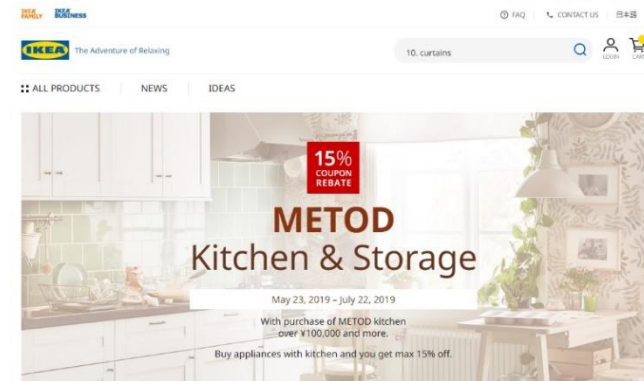 IKEA FAMILY
IKEA BUSINESS
FAQ
CONTACT US
日本語
IKEA
The Adventure of Relaxing
10. curtains
LOGIN
CART
ALL PRODUCTS
NEWS
IDEAS
15%
COUPON
REBATE
METOD
Kitchen & Storage
May 23, 2019 – July 22, 2019
With purchase of METOD kitchen
over ¥100,000 and more.
Buy appliances with kitchen and you get max 15% off.